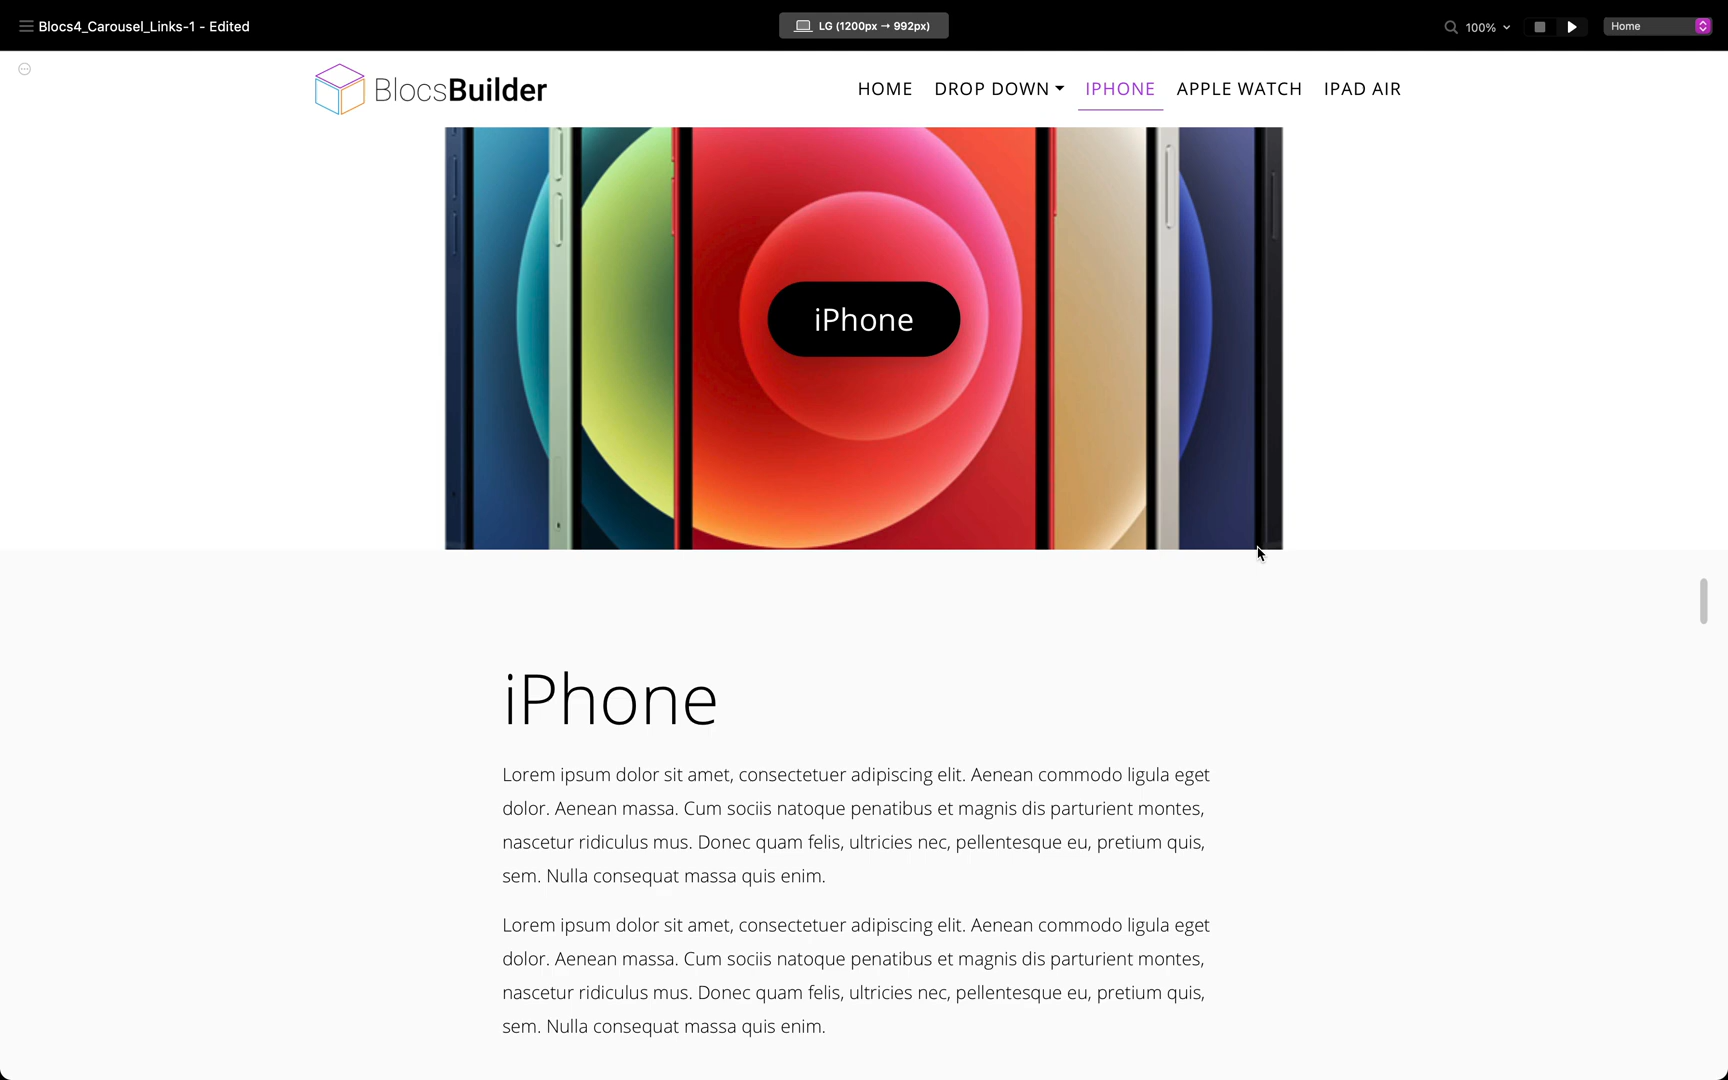 Blocs4_Carousel_Links-1 - Edited
LG (1200px → 992px)
100%
Home
BlocsBuilder
HOME
DROP DOWN
IPHONE
APPLE WATCH
IPAD AIR
iPhone
iPhone
Lorem ipsum dolor sit amet, consectetuer adipiscing elit. Aenean commodo ligula eget
dolor. Aenean massa. Cum sociis natoque penatibus et magnis dis parturient montes,
nascetur ridiculus mus. Donec quam felis, ultricies nec, pellentesque eu, pretium quis,
sem. Nulla consequat massa quis enim.
Lorem ipsum dolor sit amet, consectetuer adipiscing elit. Aenean commodo ligula eget
dolor. Aenean massa. Cum sociis natoque penatibus et magnis dis parturient montes,
nascetur ridiculus mus. Donec quam felis, ultricies nec, pellentesque eu, pretium quis,
sem. Nulla consequat massa quis enim.